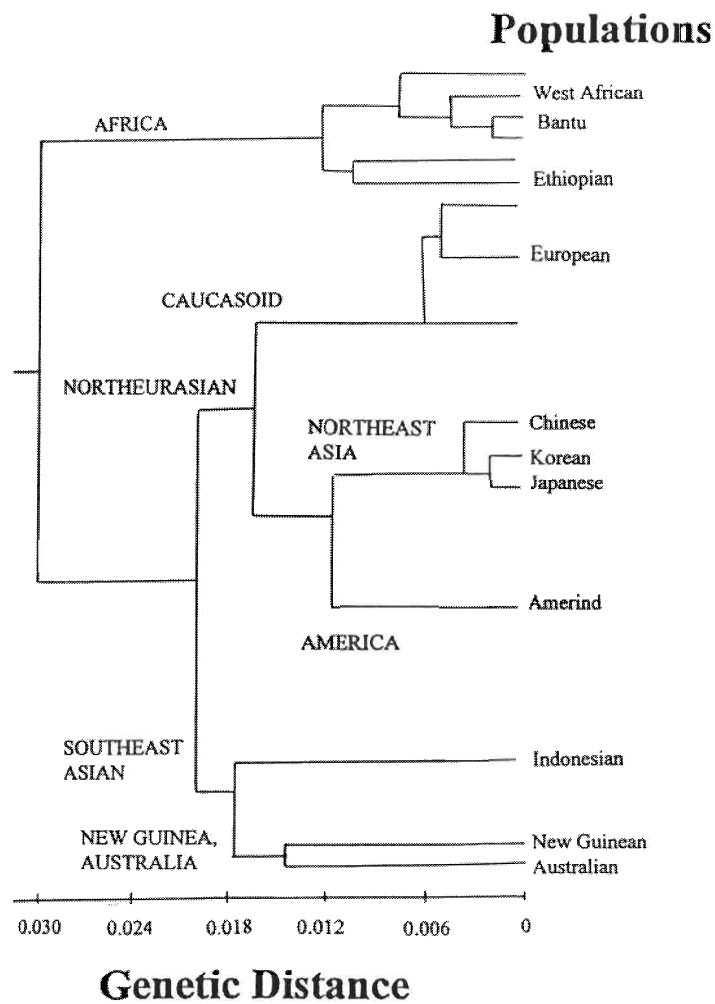 Populations
West African
AFRICA
Bantu
Ethiopian
European
CAUCASOID
NORTHEURASIAN
NORTHEAST
ASIA
Chinese
Korean
Japanese
Amerind
AMERICA
SOUTHEAST
ASIAN
Indonesian
NEW GUINEA,
AUSTRALIA
New Guinean
Australian
0.030 0.024 0.018 0.012 0.006 0
Genetic Distance